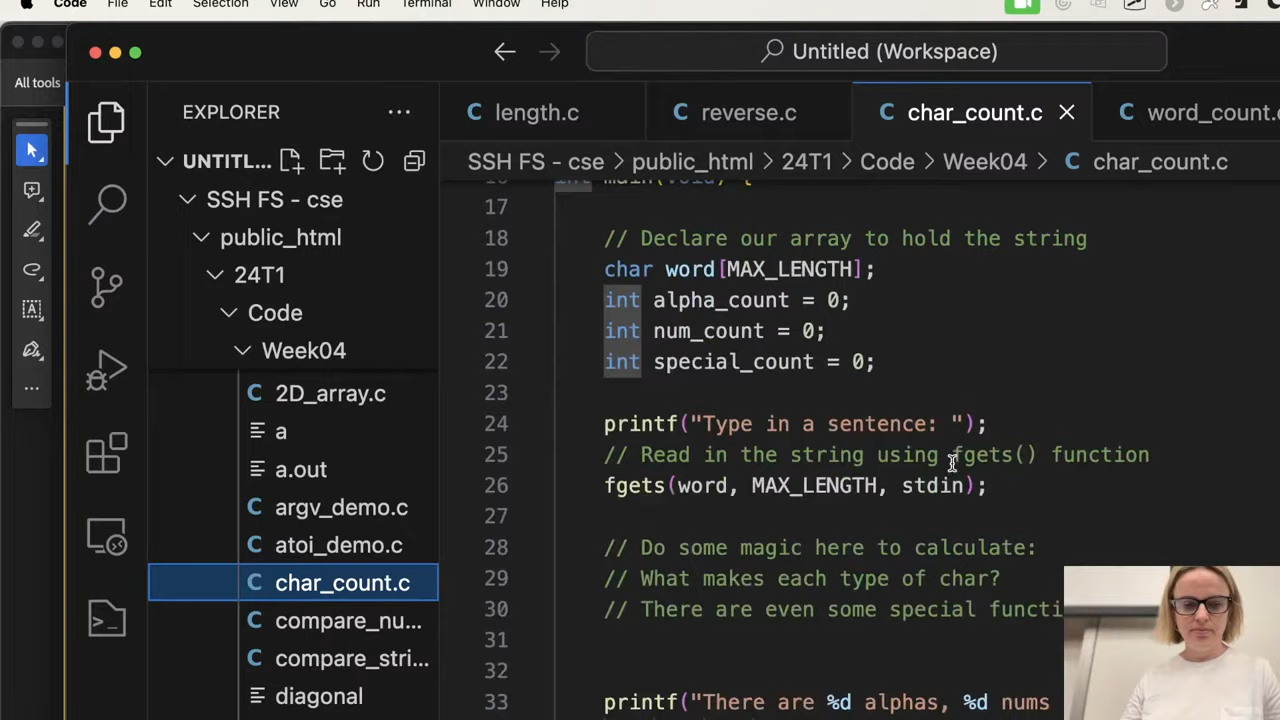 Code File Edit Selection View Go Run Terminal Window Help
All tools
Untitled (Workspace)
EXPLORER
length.c reverse.c char_count.c word_count.
UNTITL...
SSH FS - cse > public_html > 24T1 > Code > Week04 > C char_count.c
SSH FS - cse
public_html
24T1
Code
Week04
C 2D_array.c
a
a.out
C argv_demo.c
C atoi_demo.c
C char_count.c
C compare_nu...
C compare_stri...
diagonal
17
18 // Declare our array to hold the string
19 char word[MAX_LENGTH];
20 int alpha_count = 0;
21 int num_count = 0;
22 int special_count = 0;
23
24 printf("Type in a sentence: ");
25 // Read in the string using fgets() function
26 fgets(word, MAX_LENGTH, stdin);
27
28 // Do some magic here to calculate:
29 // What makes each type of char?
30 // There are even some special functi
31
32
33 printf("There are %d alphas, %d nums